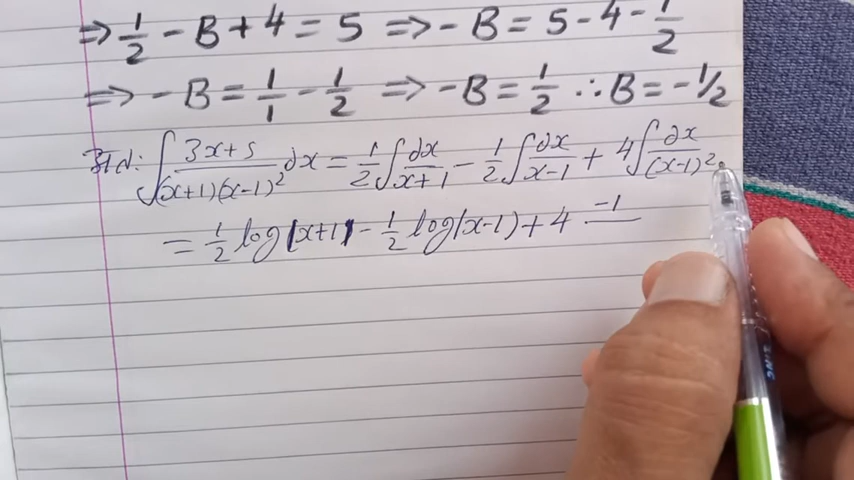 ⇒ 1/2 - B + 4 = 5 ⇒ - B = 5 - 4 - 1/2
⇒ - B = 1/1 - 1/2 ⇒ - B = 1/2 ∴ B = - 1/2
∫ 3x+5/(x+1)(x-1)² dx = 1/2 ∫ dx/x+1 - 1/2 ∫ dx/x-1 + 4 ∫ dx/(x-1)²
= 1/2 log|x+1| - 1/2 log(x-1) + 4 -1/